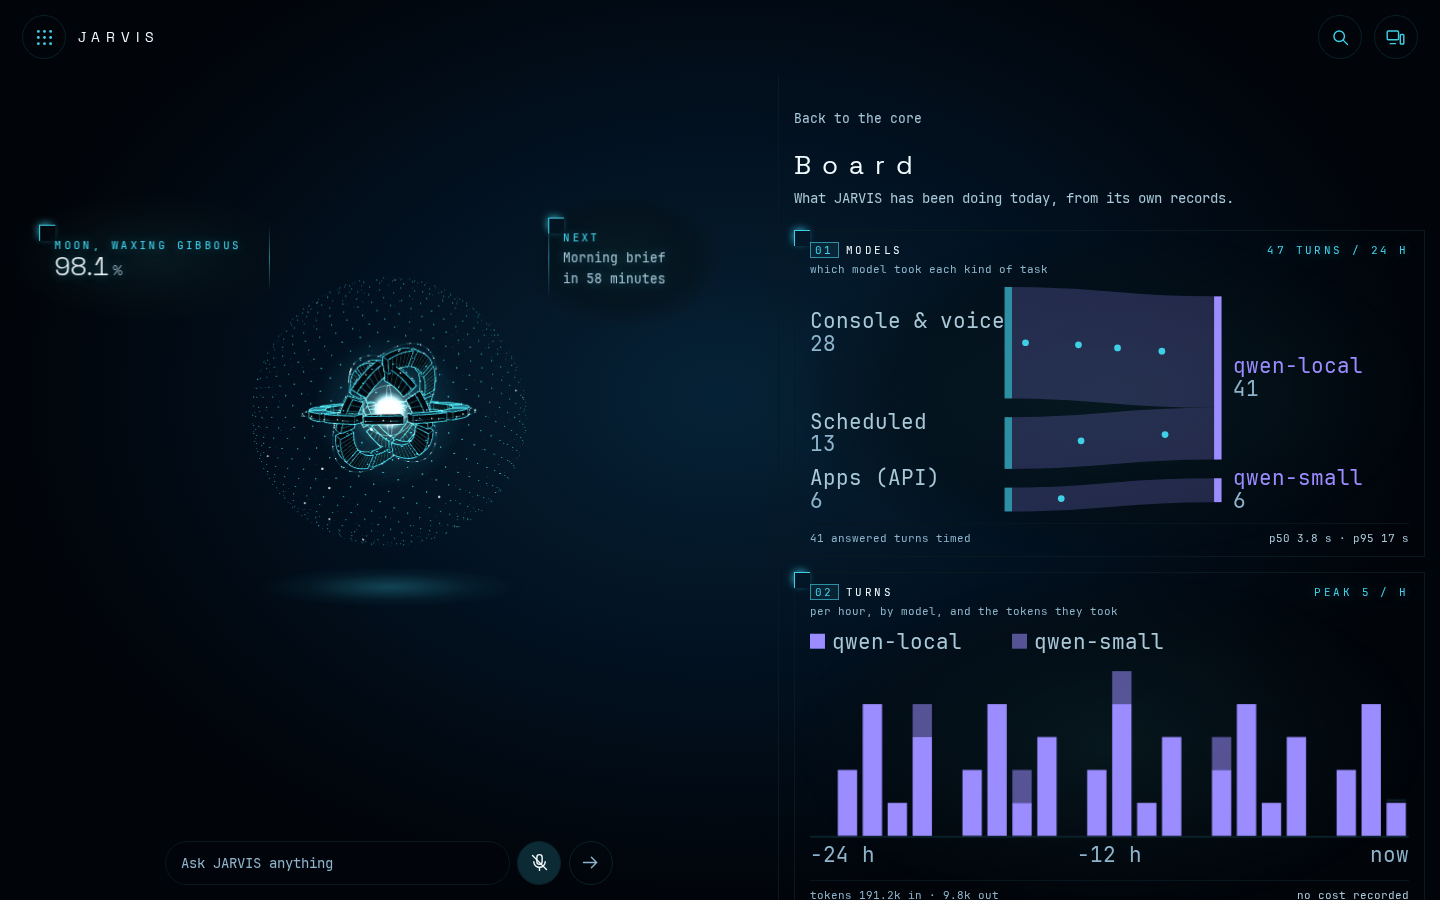 JARVIS
MOON, WAXING GIBBOUS
98.1 %
NEXT
Morning brief
in 58 minutes
Ask JARVIS anything
Back to the core
Board
What JARVIS has been doing today, from its own records.
01 MODELS
47 TURNS / 24 H
which model took each kind of task
Console & voice
28
Scheduled
13
Apps (API)
6
qwen-local
41
qwen-small
6
41 answered turns timed
p50 3.8 s · p95 17 s
02 TURNS
PEAK 5 / H
per hour, by model, and the tokens they took
qwen-local
qwen-small
-24 h
-12 h
now
tokens 191.2k in · 9.8k out
no cost recorded